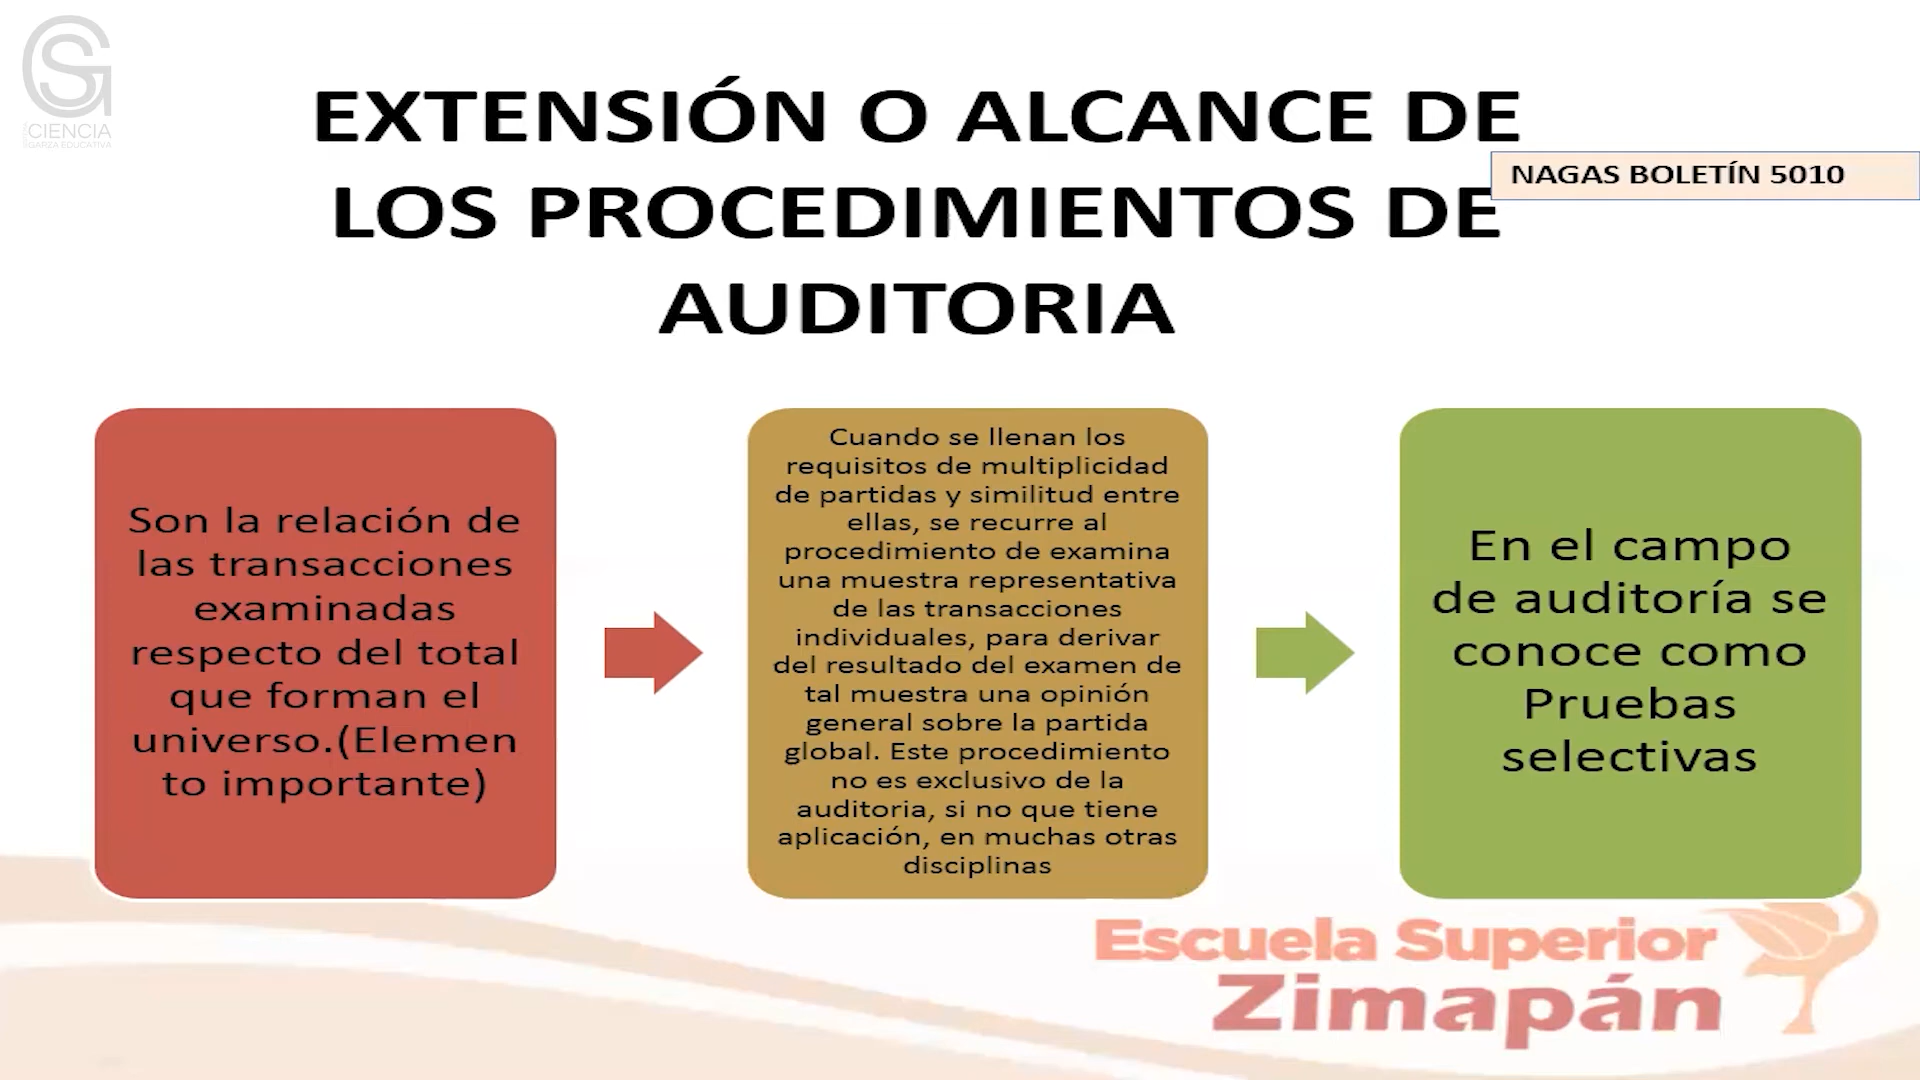 CIENCIA
GARZA EDUCATIVA
EXTENSIÓN O ALCANCE DE
LOS PROCEDIMIENTOS DE
AUDITORIA
NAGAS BOLETÍN 5010
Son la relación de
las transacciones
examinadas
respecto del total
que forman el
universo.(Elemen
to importante)
Cuando se llenan los
requisitos de multiplicidad
de partidas y similitud entre
ellas, se recurre al
procedimiento de examina
una muestra representativa
de las transacciones
individuales, para derivar
del resultado del examen de
tal muestra una opinión
general sobre la partida
global. Este procedimiento
no es exclusivo de la
auditoria, si no que tiene
aplicación, en muchas otras
disciplinas
En el campo
de auditoría se
conoce como
Pruebas
selectivas
Escuela Superior
Zimapán